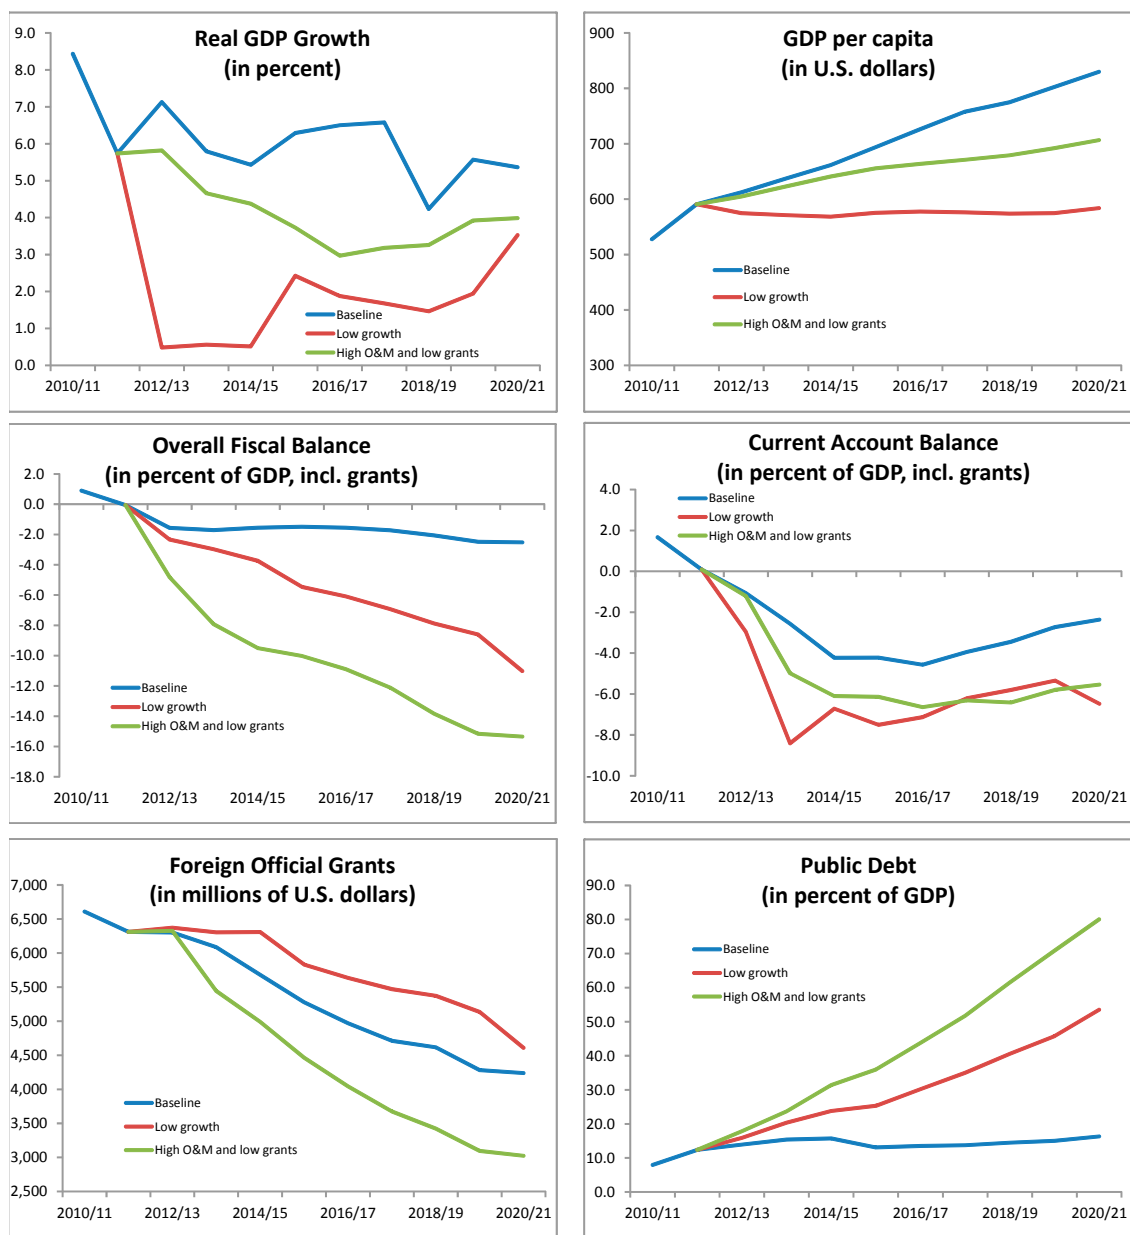 Real GDP Growth
(in percent)
9.0
8.0
7.0
6.0
5.0
4.0
3.0
2.0
1.0
0.0
Baseline
Low growth
High O&M and low grants
2010/11 2012/13 2014/15 2016/17 2018/19 2020/21
GDP per capita
(in U.S. dollars)
900
800
700
600
500
400
300
Baseline
Low growth
High O&M and low grants
2010/11 2012/13 2014/15 2016/17 2018/19 2020/21
Overall Fiscal Balance
(in percent of GDP, incl. grants)
2.0
0.0
-2.0
-4.0
-6.0
-8.0
-10.0
-12.0
-14.0
-16.0
-18.0
Baseline
Low growth
High O&M and low grants
2010/11 2012/13 2014/15 2016/17 2018/19 2020/21
Current Account Balance
(in percent of GDP, incl. grants)
4.0
2.0
0.0
-2.0
-4.0
-6.0
-8.0
-10.0
Baseline
Low growth
High O&M and low grants
2010/11 2012/13 2014/15 2016/17 2018/19 2020/21
Foreign Official Grants
(in millions of U.S. dollars)
7,000
6,500
6,000
5,500
5,000
4,500
4,000
3,500
3,000
2,500
Baseline
Low growth
High O&M and low grants
2010/11 2012/13 2014/15 2016/17 2018/19 2020/21
Public Debt
(in percent of GDP)
90.0
80.0
70.0
60.0
50.0
40.0
30.0
20.0
10.0
0.0
Baseline
Low growth
High O&M and low grants
2010/11 2012/13 2014/15 2016/17 2018/19 2020/21